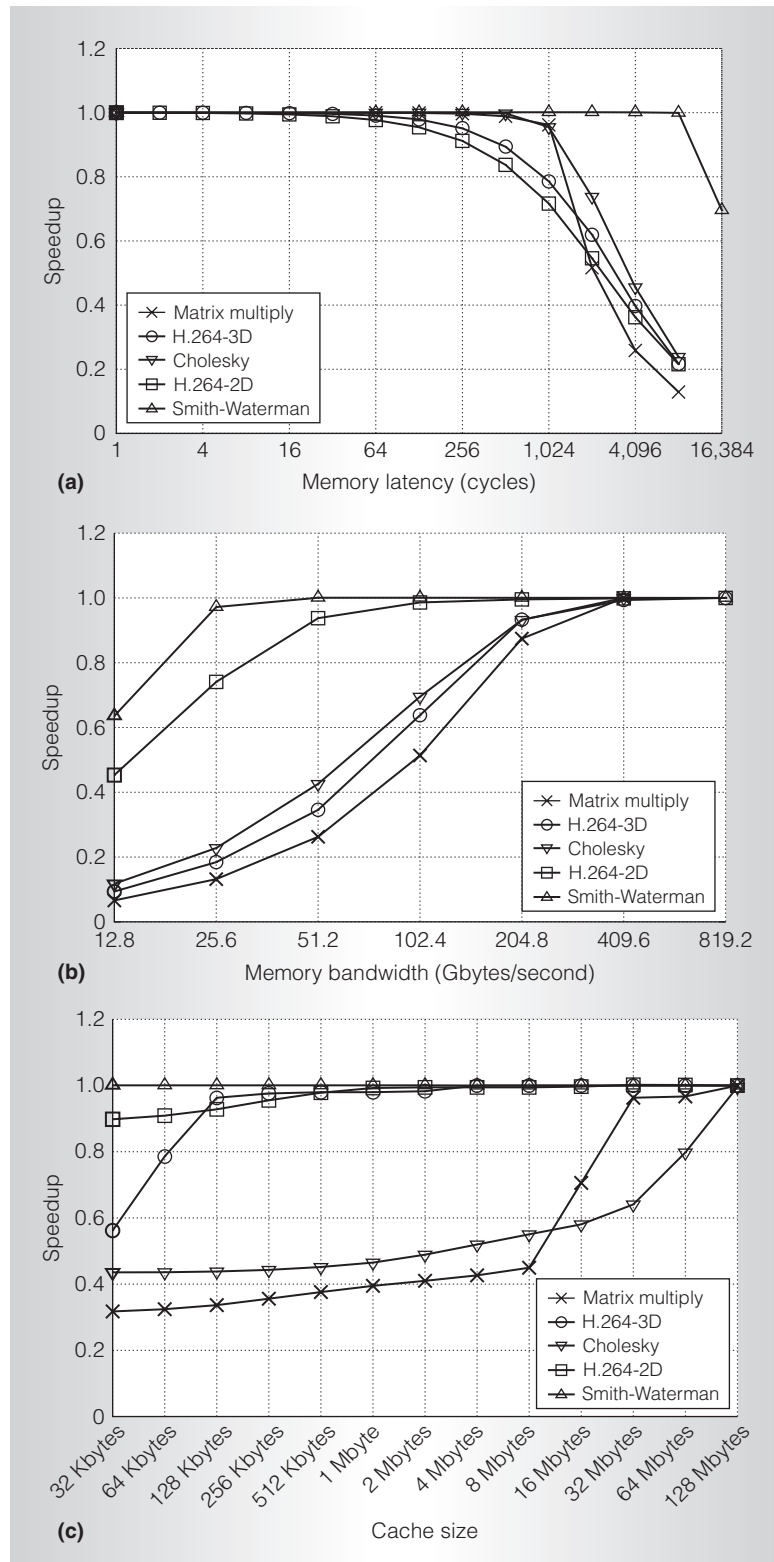 1.2
1.0
0.8
0.6
0.4
0.2
0
Speedup
Matrix multiply
H.264-3D
Cholesky
H.264-2D
Smith-Waterman
1 4 16 64 256 1,024 4,096 16,384
(a) Memory latency (cycles)
1.2
1.0
0.8
0.6
0.4
0.2
0
Speedup
Matrix multiply
H.264-3D
Cholesky
H.264-2D
Smith-Waterman
12.8 25.6 51.2 102.4 204.8 409.6 819.2
(b) Memory bandwidth (Gbytes/second)
1.2
1.0
0.8
0.6
0.4
0.2
0
Speedup
Matrix multiply
H.264-3D
Cholesky
H.264-2D
Smith-Waterman
32 Kbytes
64 Kbytes
128 Kbytes
256 Kbytes
512 Kbytes
1 Mbyte
2 Mbytes
4 Mbytes
8 Mbytes
16 Mbytes
32 Mbytes
64 Mbytes
128 Mbytes
(c) Cache size